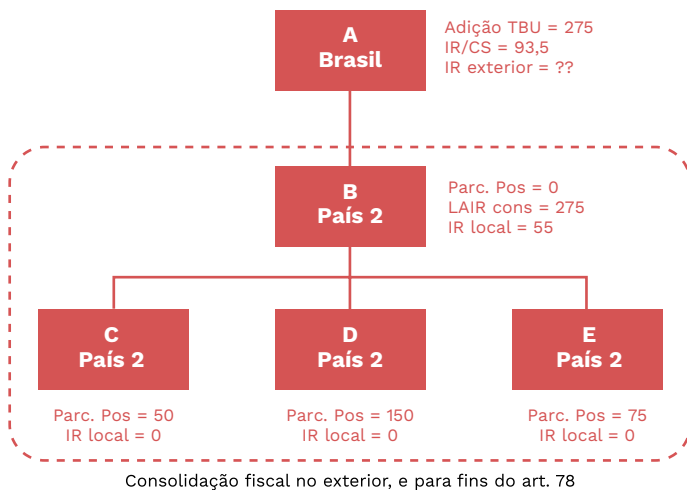 A
Brasil
Adição TBU = 275
IR/CS = 93,5
IR exterior = ??
B
País 2
Parc. Pos = 0
LAIR cons = 275
IR local = 55
C
País 2
D
País 2
E
País 2
Parc. Pos = 50
IR local = 0
Parc. Pos = 150
IR local = 0
Parc. Pos = 75
IR local = 0
Consolidação fiscal no exterior, e para fins do art. 78